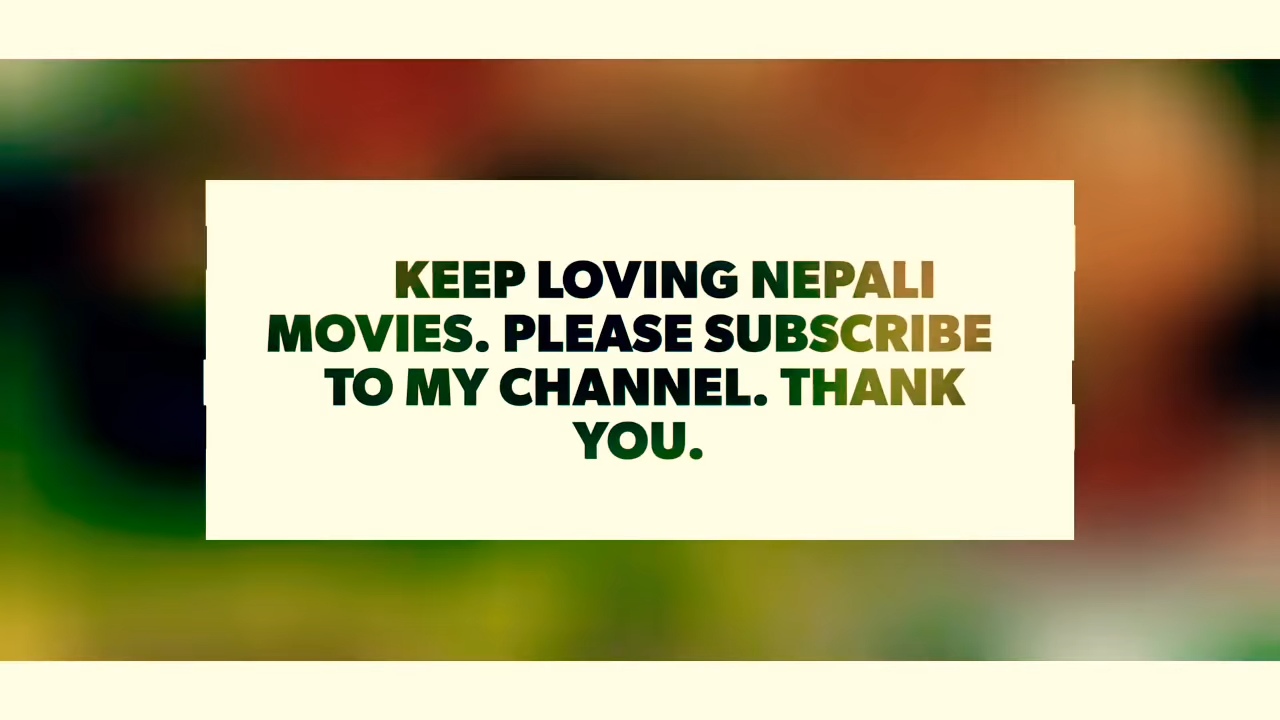 KEEP LOVING NEPALI
MOVIES. PLEASE SUBSCRIBE
TO MY CHANNEL. THANK
YOU.